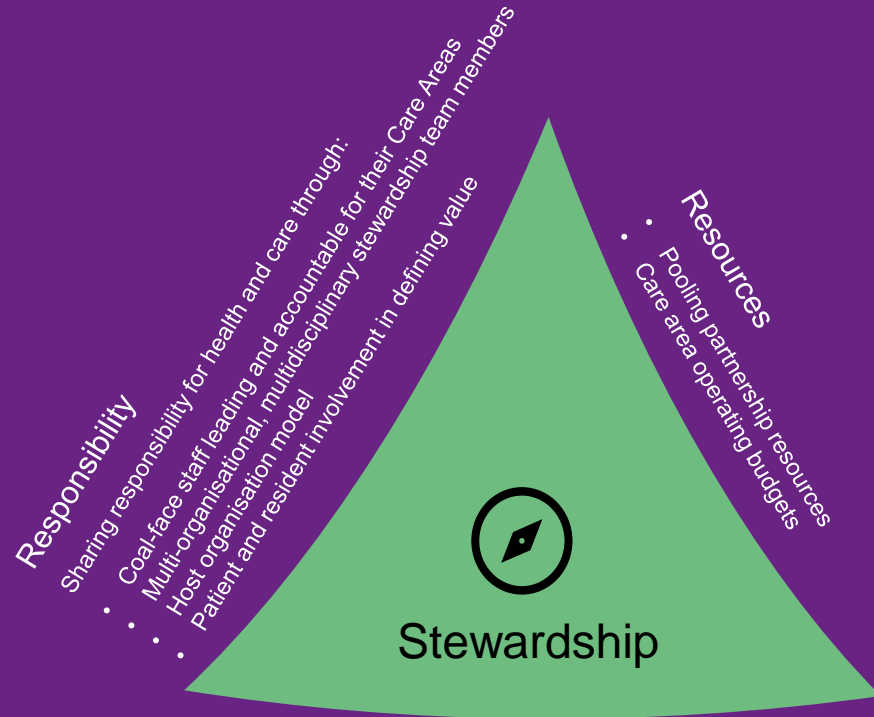 Responsibility
Sharing responsibility for health and care through:
• Coal-face staff leading and accountable for their Care Areas
• Multi-organisational, multidisciplinary stewardship team members
• Host organisation model
• Patient and resident involvement in defining value
Resources
• Pooling partnership resources
• Care area operating budgets
Stewardship